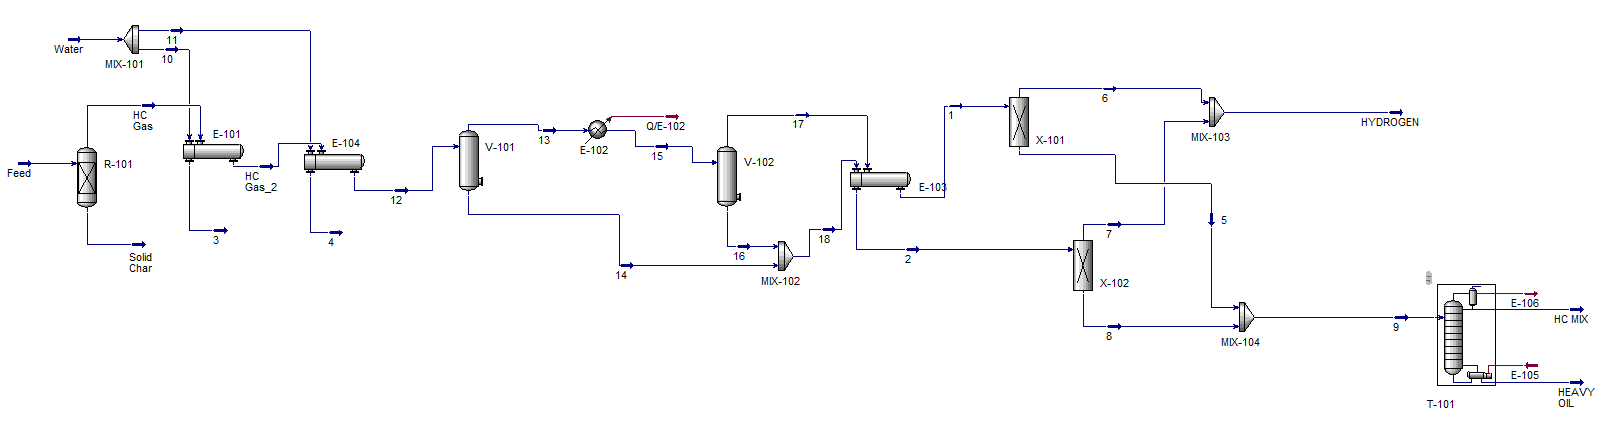 Water
11
10
MIX-101
HC
Gas
Feed
R-101
E-101
HC
Gas_2
E-104
Solid
Char
3
4
12
V-101
13
14
E-102
Q/E-102
15
V-102
16
17
MIX-102
18
E-103
1
2
X-101
6
5
X-102
7
8
MIX-103
HYDROGEN
MIX-104
9
T-101
E-106
HC MIX
E-105
HEAVY
OIL